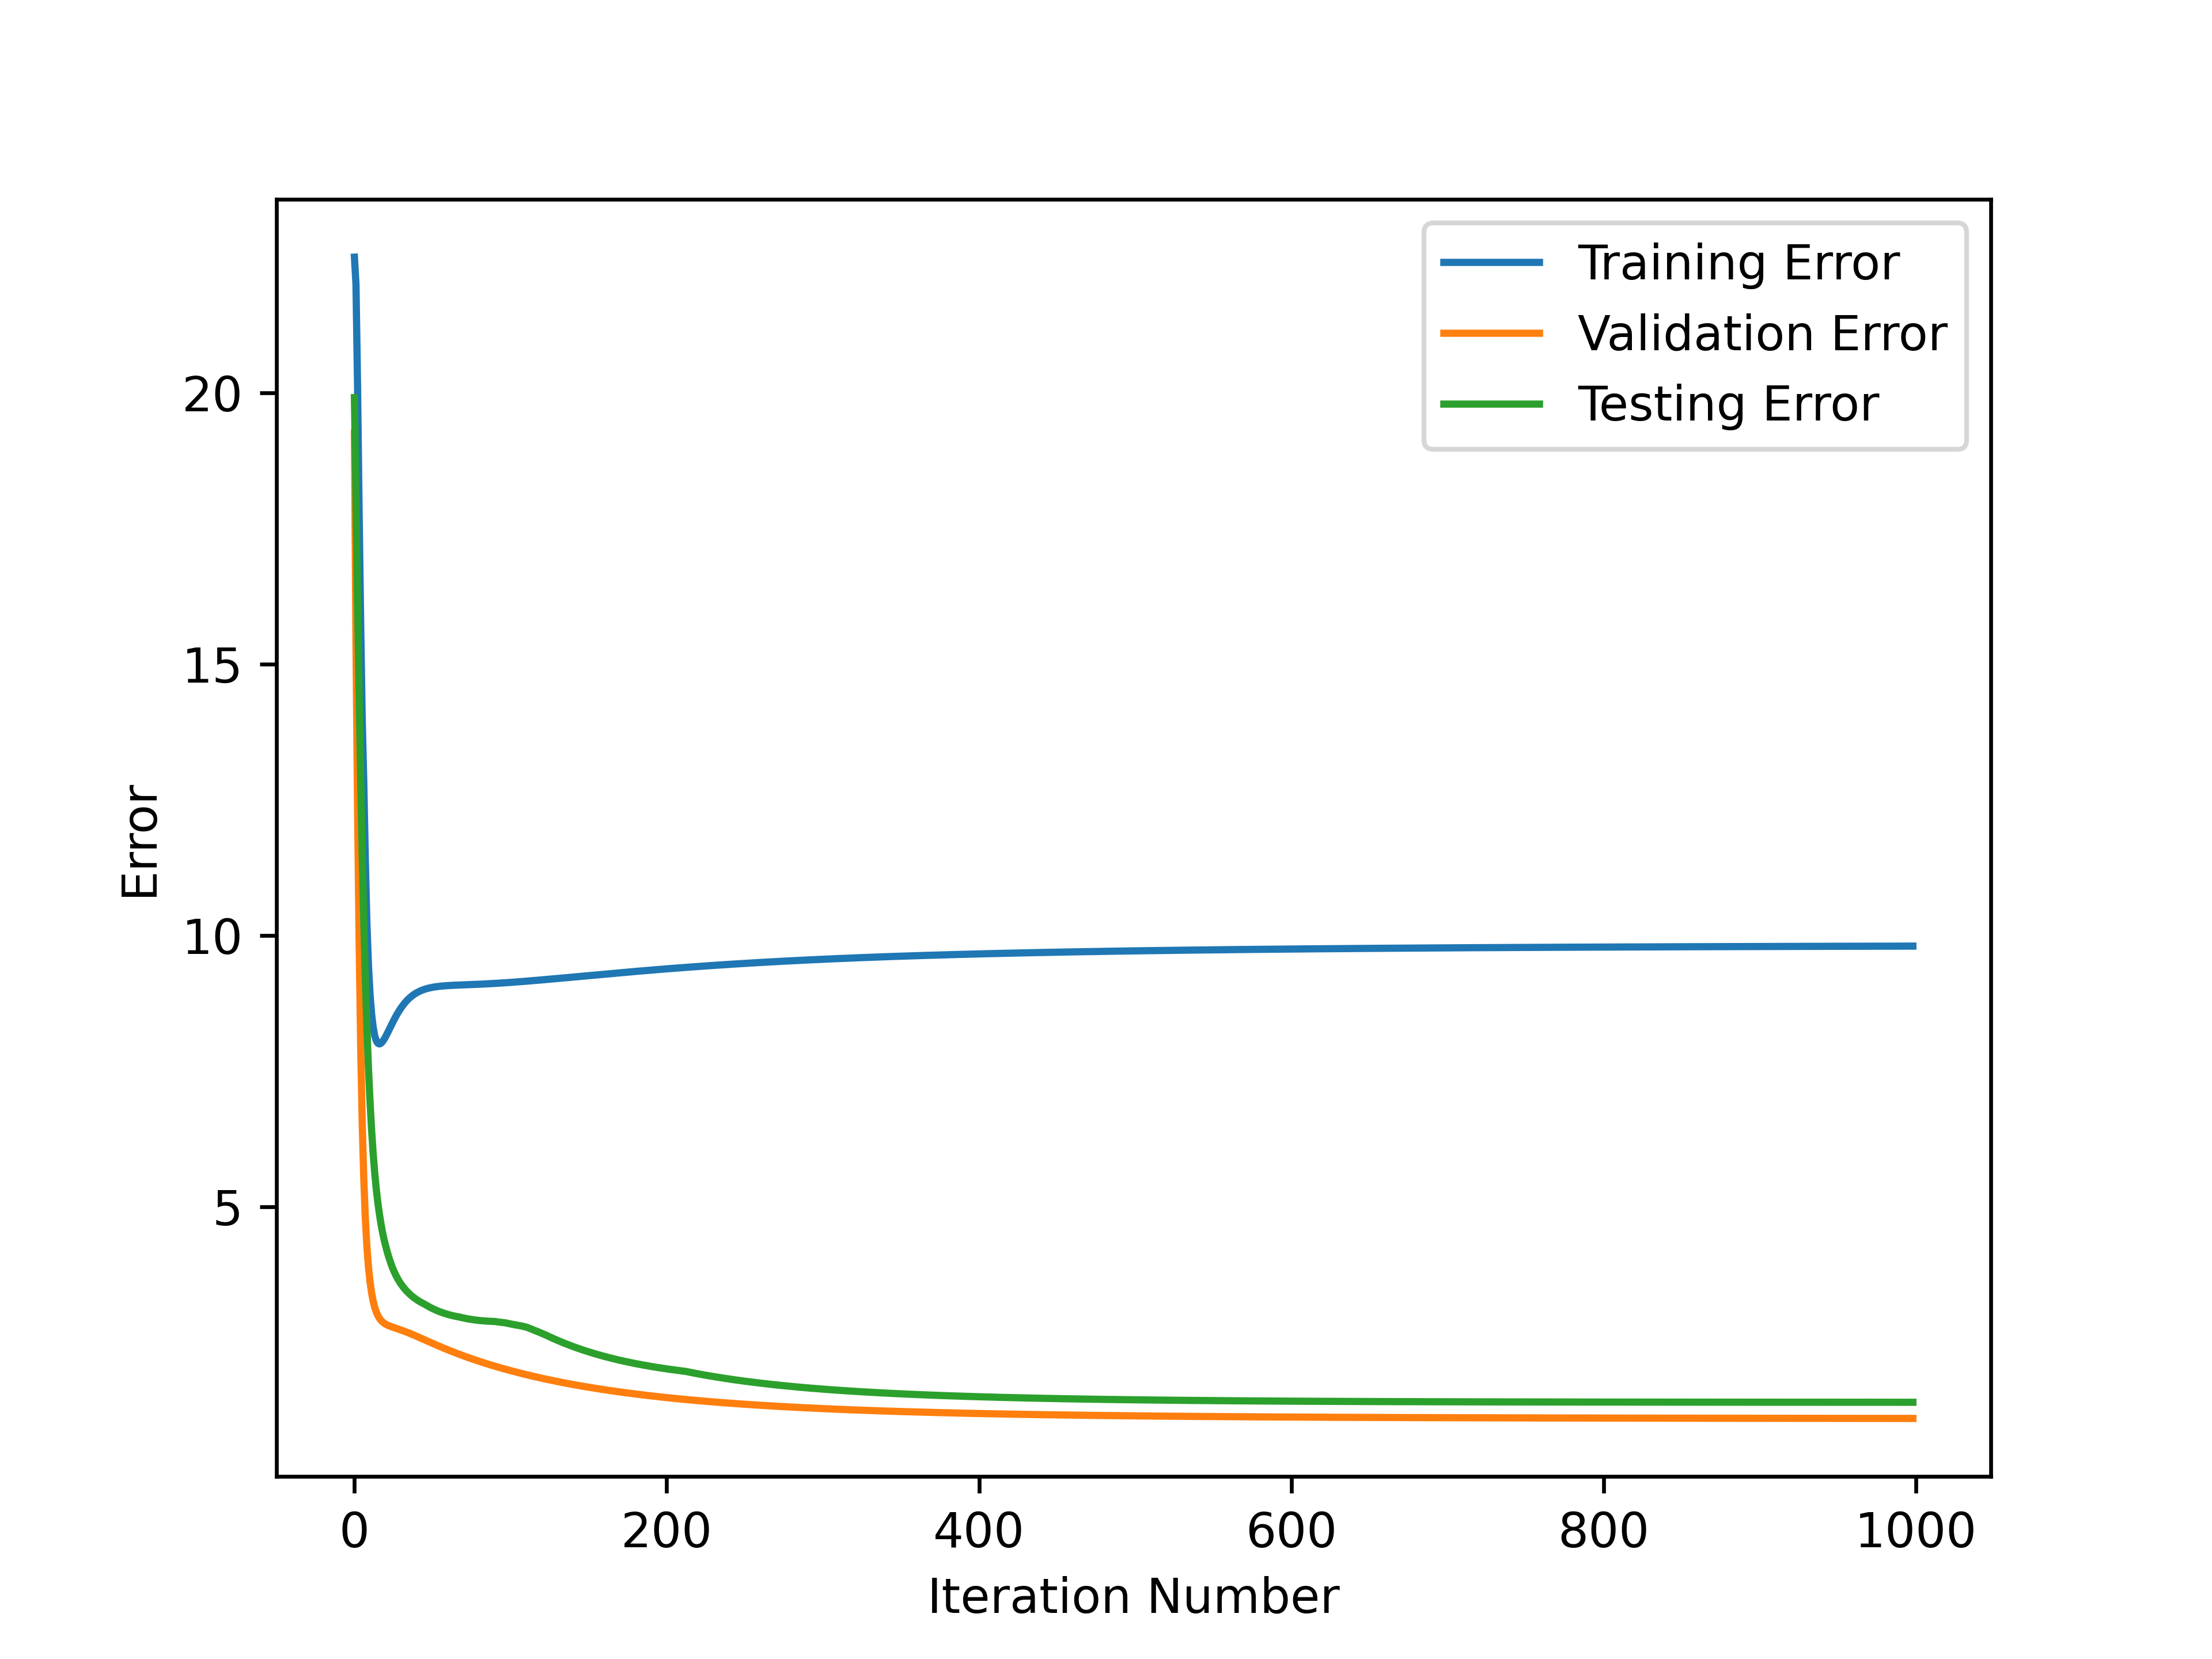 Training Error
Validation Error
Testing Error
20
15
10
5
Error
0 200 400 600 800 1000
Iteration Number